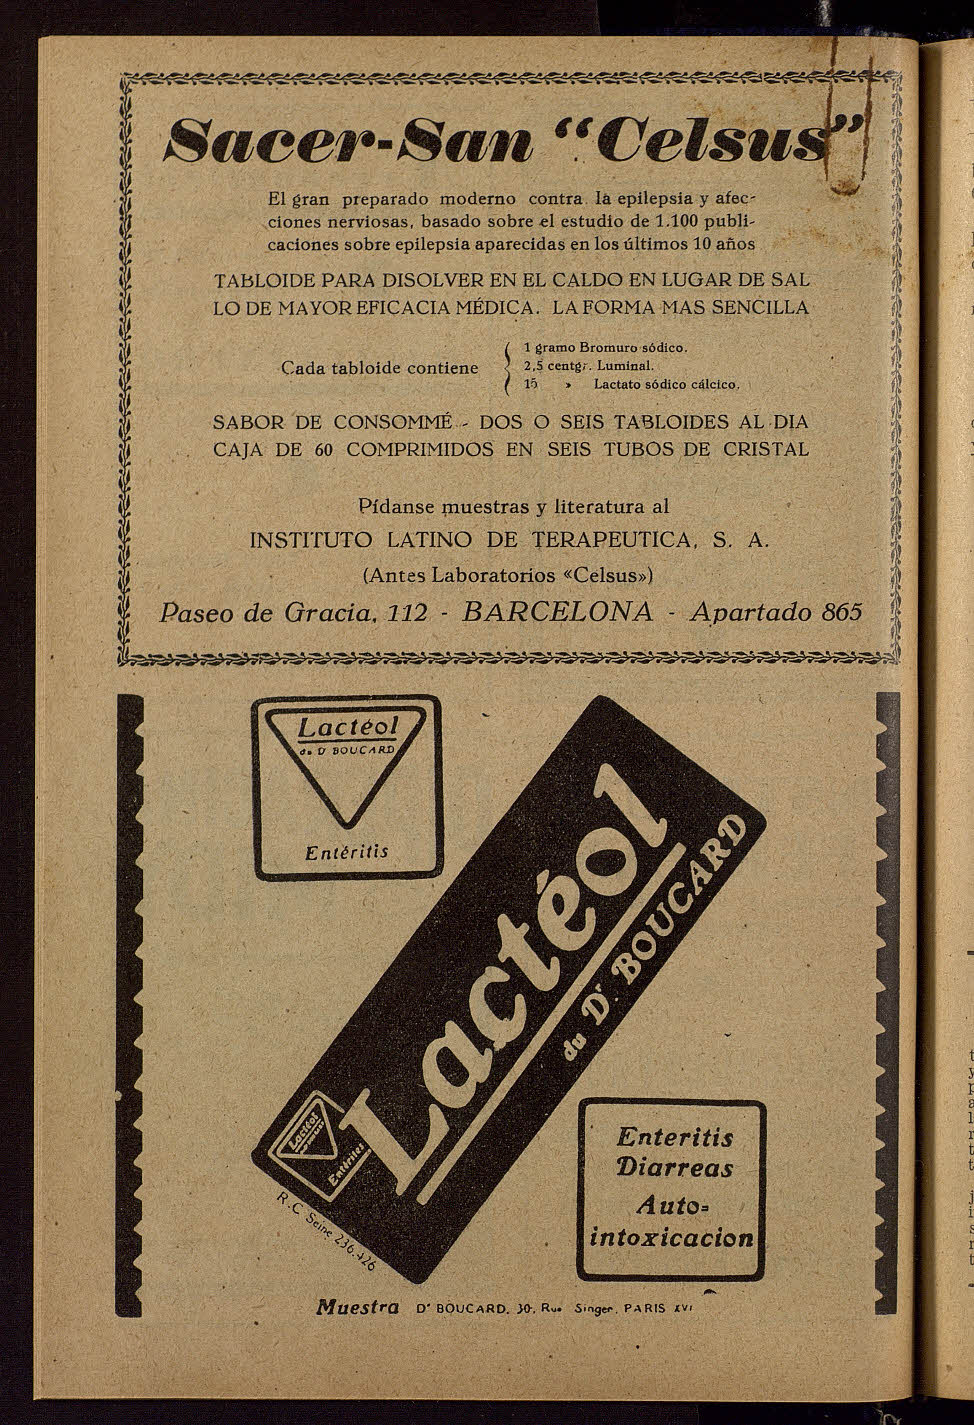 Sacer-San “Celsus”
El gran preparado moderno contra la epilepsia y afec-
ciones nerviosas, basado sobre el estudio de 1.100 publi-
caciones sobre epilepsia aparecidas en los últimos 10 años
TABLOIDE PARA DISOLVER EN EL CALDO EN LUGAR DE SAL
LO DE MAYOR EFICACIA MÉDICA. LA FORMA MAS SENCILLA
Cada tabloide contiene
1 gramo Bromuro sódico.
2,5 centgr. Luminal.
15 » Lactato sódico cálcico.
SABOR DE CONSOMMÉ - DOS O SEIS TABLOIDES AL DIA
CAJA DE 60 COMPRIMIDOS EN SEIS TUBOS DE CRISTAL
Pídanse muestras y literatura al
INSTITUTO LATINO DE TERAPEUTICA, S. A.
(Antes Laboratorios «Celsus»)
Paseo de Gracia, 112 - BARCELONA - Apartado 865
Lactéol
du Dr BOUCARD
Entéritis
Lactéol
du Dr. BOUCARD
Lactéol
Entérites
R.C. Seine 236.426
Enteritis
Diarreas
Auto=
intoxicacion
Muestra Dr BOUCARD, 30, Rue Singer, PARIS XVI